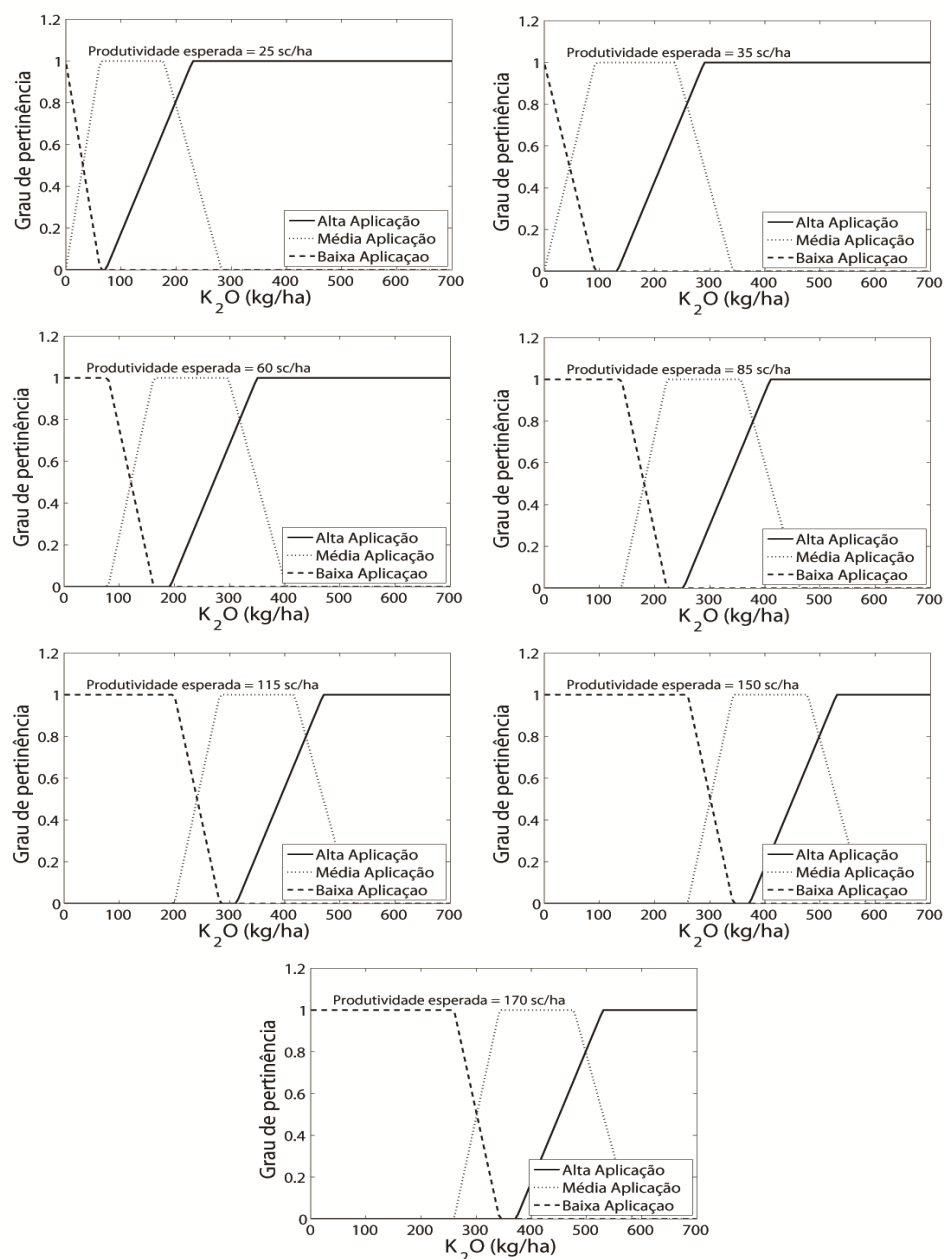 Produtividade esperada = 25 sc/ha
Grau de pertinência
1.2
1
0.8
0.6
0.4
0.2
0
Alta Aplicação
Média Aplicação
Baixa Aplicaçao
0 100 200 300 400 500 600 700
K2O (kg/ha)
Produtividade esperada = 35 sc/ha
Grau de pertinência
1.2
1
0.8
0.6
0.4
0.2
0
Alta Aplicação
Média Aplicação
Baixa Aplicaçao
0 100 200 300 400 500 600 700
K2O (kg/ha)
Produtividade esperada = 60 sc/ha
Grau de pertinência
1.2
1
0.8
0.6
0.4
0.2
0
Alta Aplicação
Média Aplicação
Baixa Aplicaçao
0 100 200 300 400 500 600 700
K2O (kg/ha)
Produtividade esperada = 85 sc/ha
Grau de pertinência
1.2
1
0.8
0.6
0.4
0.2
0
Alta Aplicação
Média Aplicação
Baixa Aplicaçao
0 100 200 300 400 500 600 700
K2O (kg/ha)
Produtividade esperada = 115 sc/ha
Grau de pertinência
1.2
1
0.8
0.6
0.4
0.2
0
Alta Aplicação
Média Aplicação
Baixa Aplicaçao
0 100 200 300 400 500 600 700
K2O (kg/ha)
Produtividade esperada = 150 sc/ha
Grau de pertinência
1.2
1
0.8
0.6
0.4
0.2
0
Alta Aplicação
Média Aplicação
Baixa Aplicaçao
0 100 200 300 400 500 600 700
K2O (kg/ha)
Produtividade esperada = 170 sc/ha
Grau de pertinência
1.2
1
0.8
0.6
0.4
0.2
0
Alta Aplicação
Média Aplicação
Baixa Aplicaçao
0 100 200 300 400 500 600 700
K2O (kg/ha)